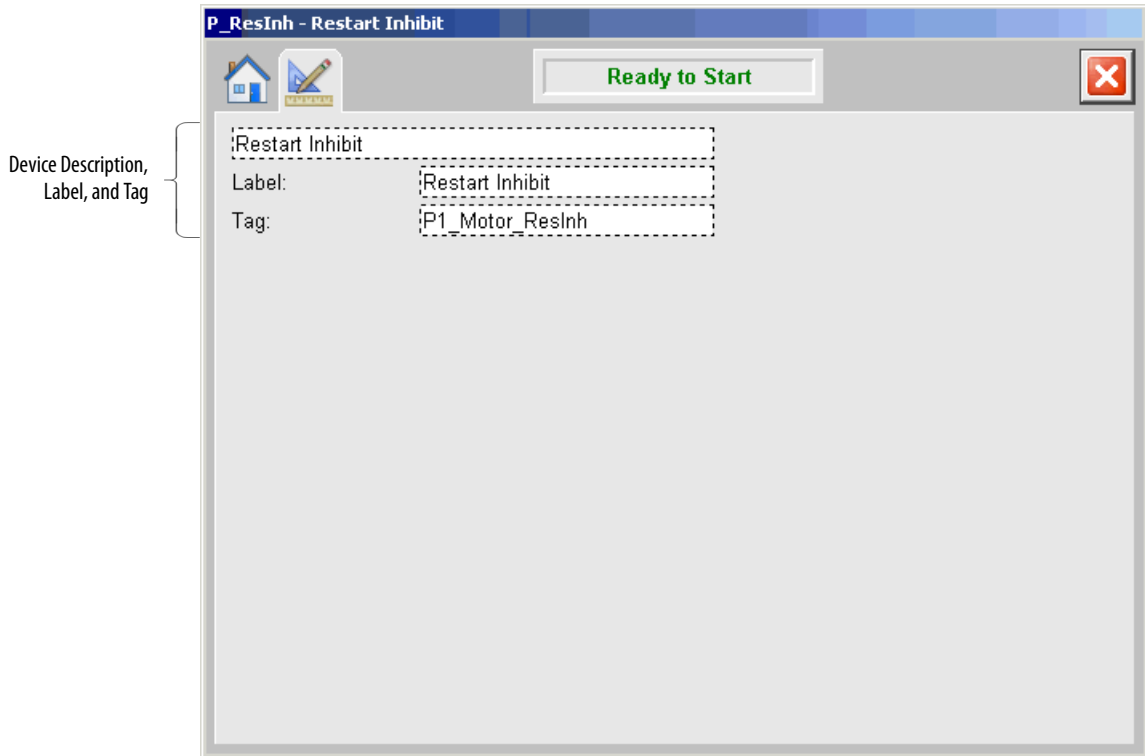 P_ResInh - Restart Inhibit
Ready to Start
Device Description,
Label, and Tag
Restart Inhibit
Label: Restart Inhibit
Tag: P1_Motor_ResInh